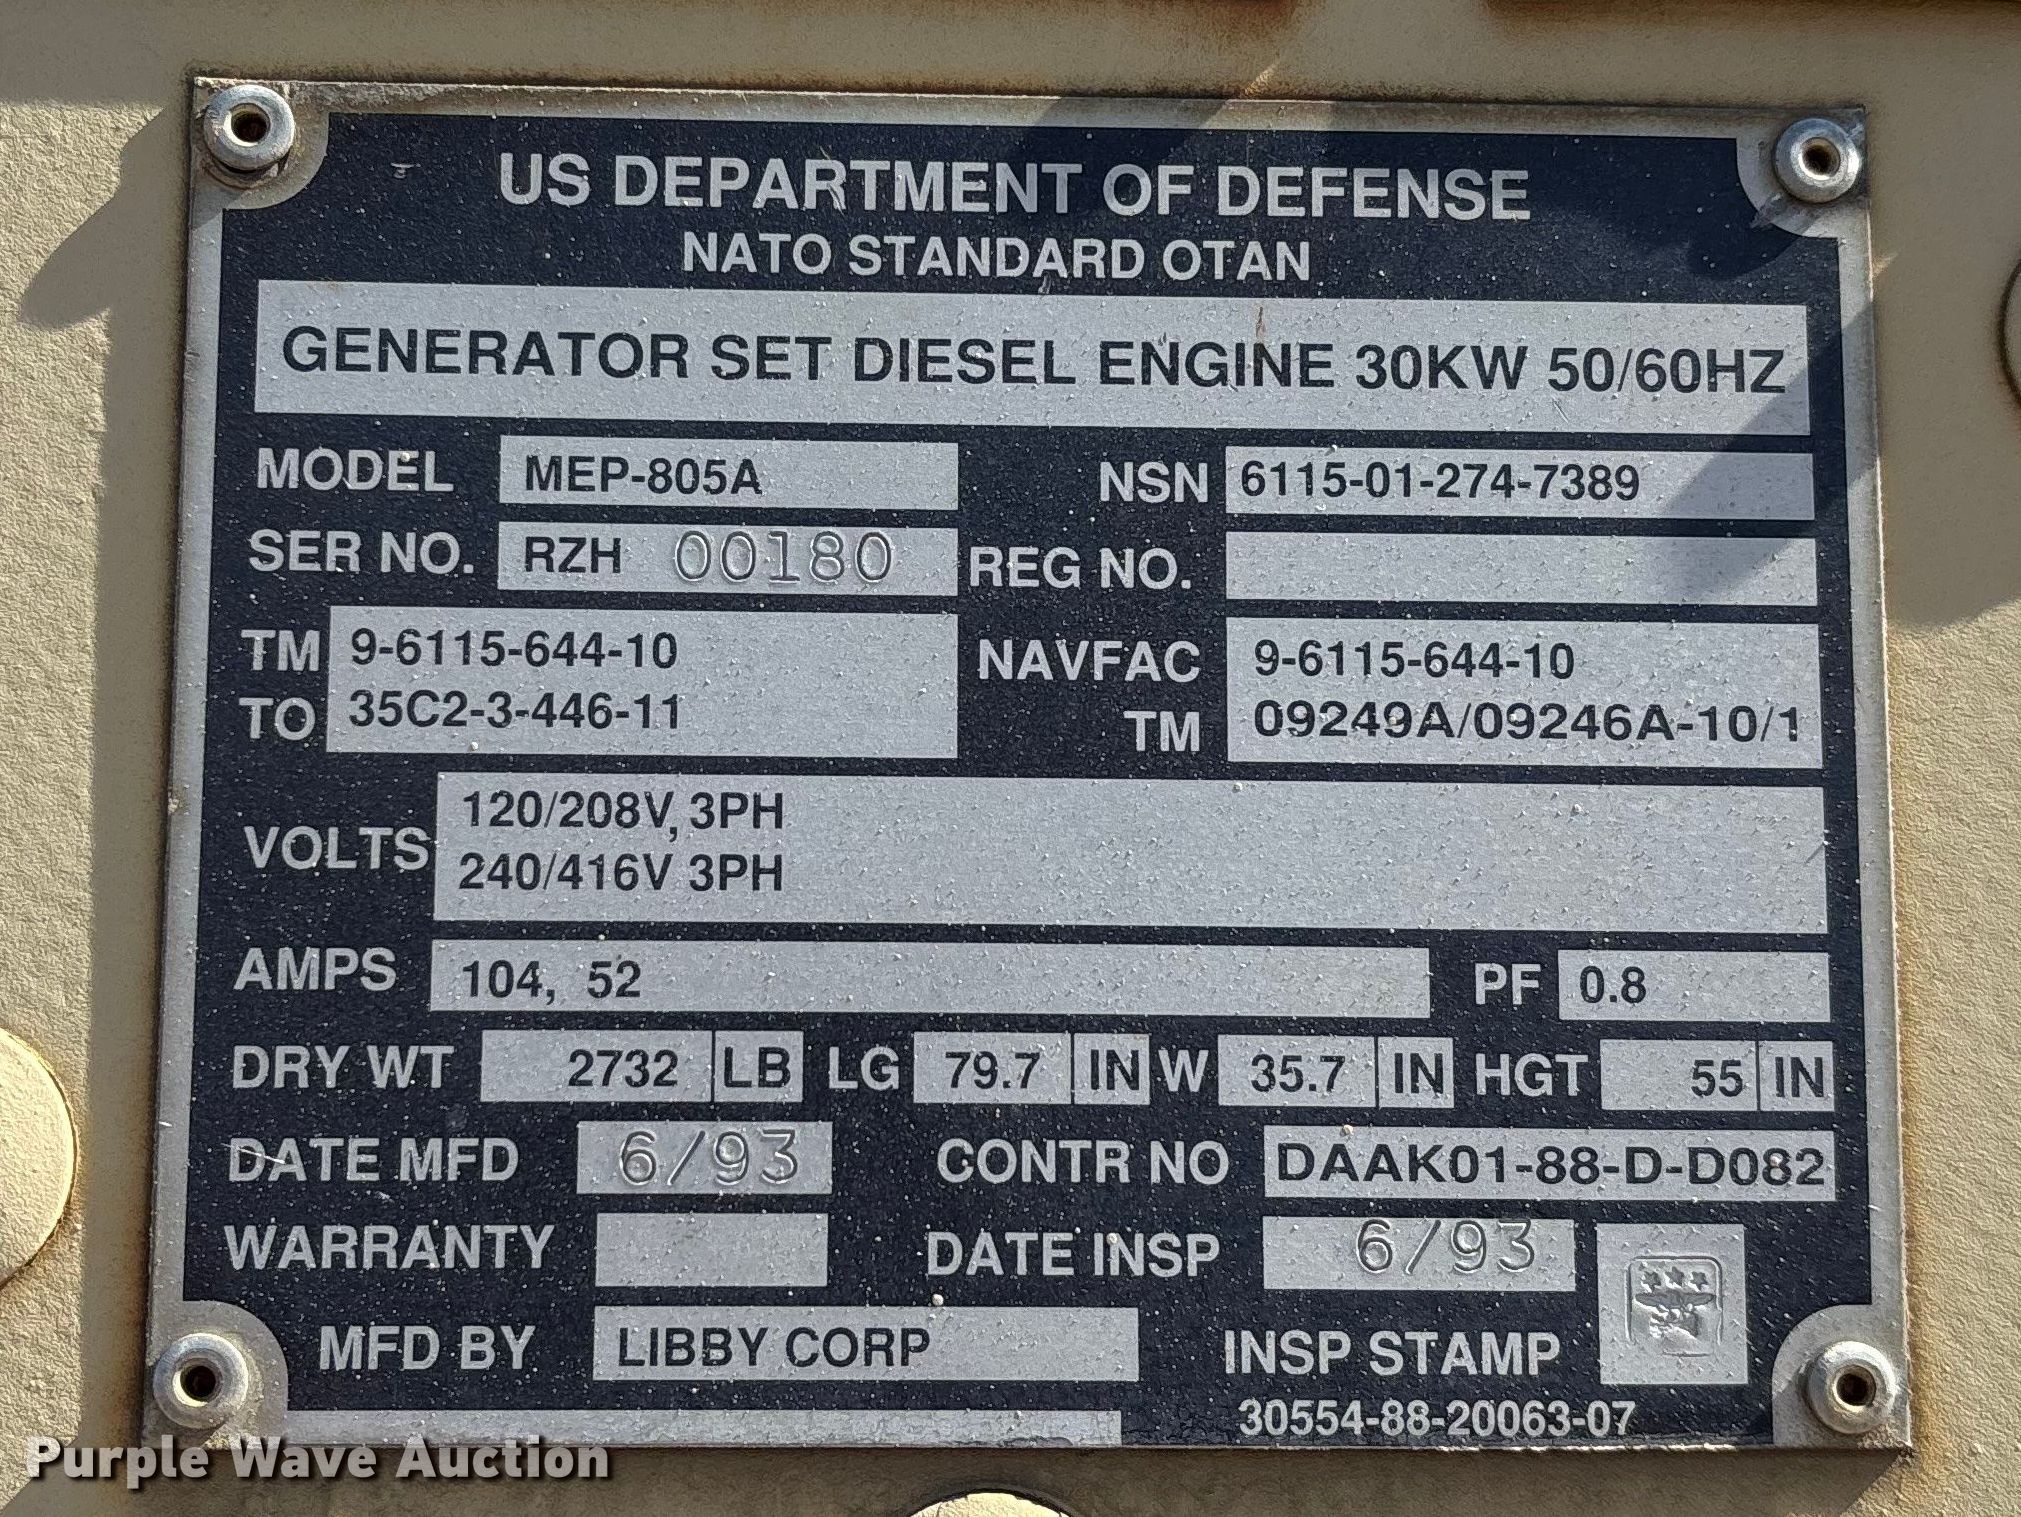 US DEPARTMENT OF DEFENSE
NATO STANDARD OTAN
GENERATOR SET DIESEL ENGINE 30KW 50/60HZ
MODEL MEP-805A NSN 6115-01-274-7389
SER NO. RZH 00180 REG NO.
TM 9-6115-644-10 NAVFAC 9-6115-644-10
TO 35C2-3-446-11 TM 09249A/09246A-10/1
VOLTS 120/208V, 3PH
240/416V 3PH
AMPS 104, 52 PF 0.8
DRY WT 2732 LB LG 79.7 IN W 35.7 IN HGT 55 IN
DATE MFD 6/93 CONTR NO DAAK01-88-D-D082
WARRANTY DATE INSP 6/93
MFD BY LIBBY CORP INSP STAMP
30554-88-20063-07
Purple Wave Auction